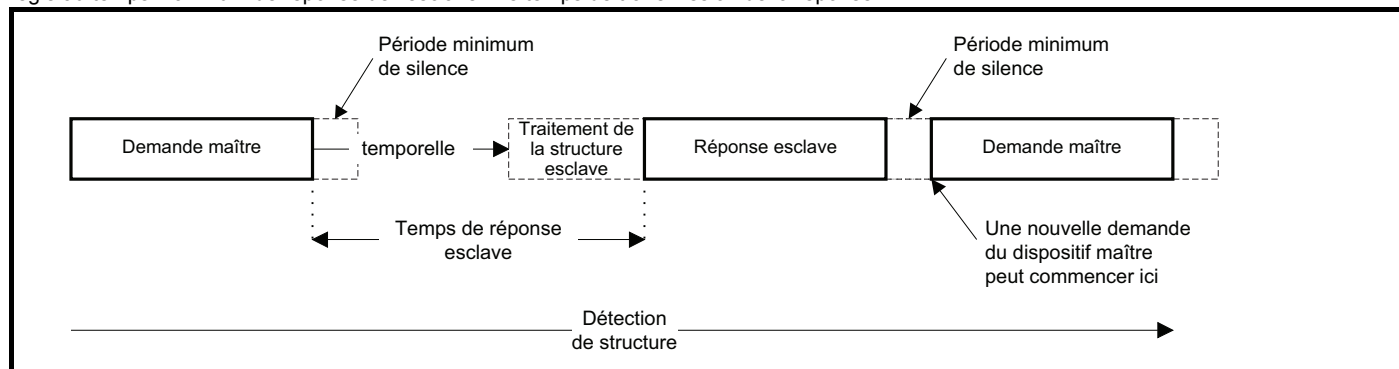 Période minimum
de silence
Période minimum
de silence
Demande maître
temporelle
Traitement de
la structure
esclave
Réponse esclave
Demande maître
Temps de réponse
esclave
Une nouvelle demande
du dispositif maître
peut commencer ici
Détection
de structure